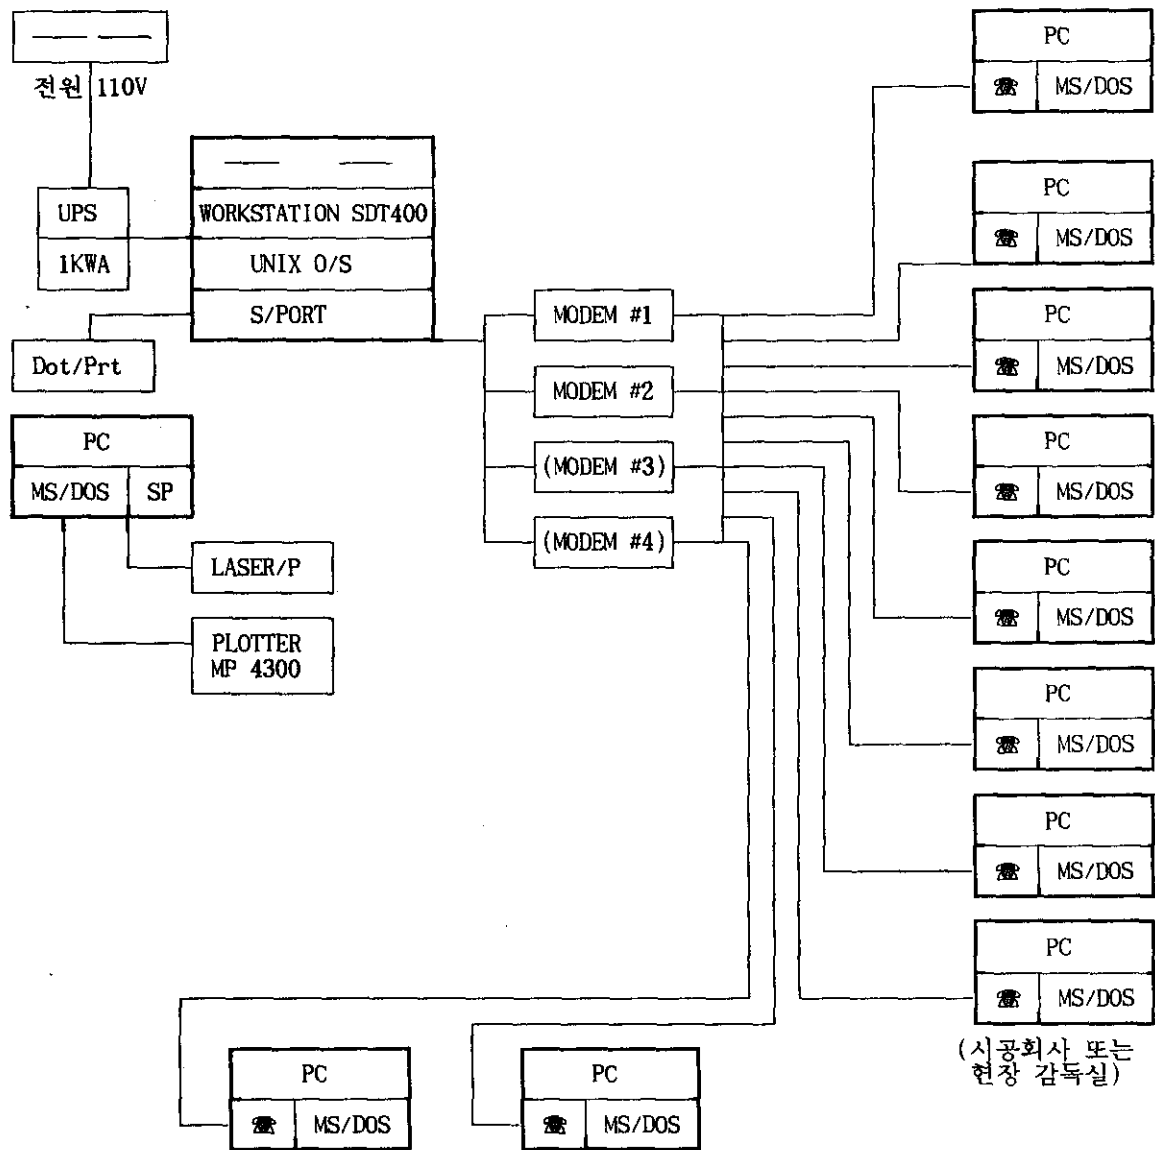 전원 110V
UPS
1KWA
WORKSTATION SDT400
UNIX O/S
S/PORT
Dot/Prt
PC
MS/DOS SP
LASER/P
PLOTTER
MP 4300
MODEM #1
MODEM #2
(MODEM #3)
(MODEM #4)
PC
☎ MS/DOS
PC
☎ MS/DOS
PC
☎ MS/DOS
PC
☎ MS/DOS
PC
☎ MS/DOS
PC
☎ MS/DOS
PC
☎ MS/DOS
PC
☎ MS/DOS
(시공회사 또는
현장 감독실)
PC
☎ MS/DOS
PC
☎ MS/DOS